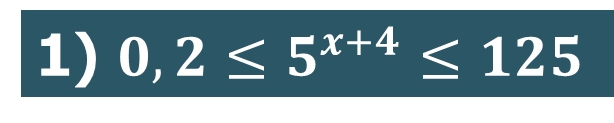 1) 0, 2 ≤ 5^{x+4} ≤ 125